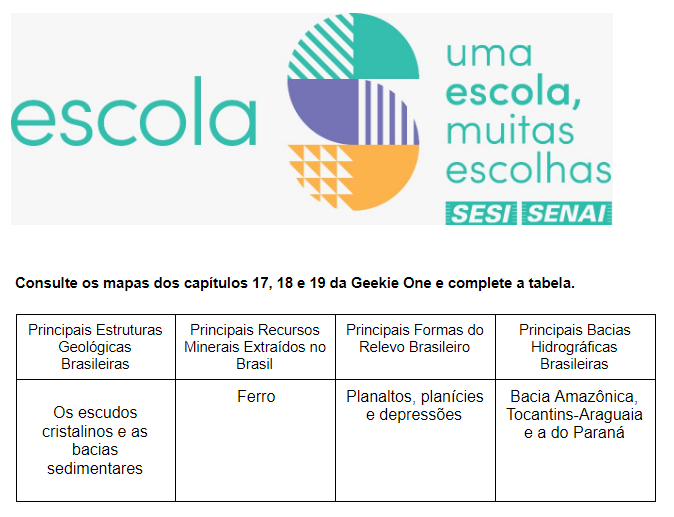 escola
uma
escola,
muitas
escolhas
SESI SENAI
Consulte os mapas dos capítulos 17, 18 e 19 da Geekie One e complete a tabela.
Principais Estruturas
Geológicas
Brasileiras
Principais Recursos
Minerais Extraídos no
Brasil
Principais Formas do
Relevo Brasileiro
Principais Bacias
Hidrográficas
Brasileiras
Os escudos
cristalinos e as
bacias
sedimentares
Ferro
Planaltos, planícies
e depressões
Bacia Amazônica,
Tocantins-Araguaia
e a do Paraná